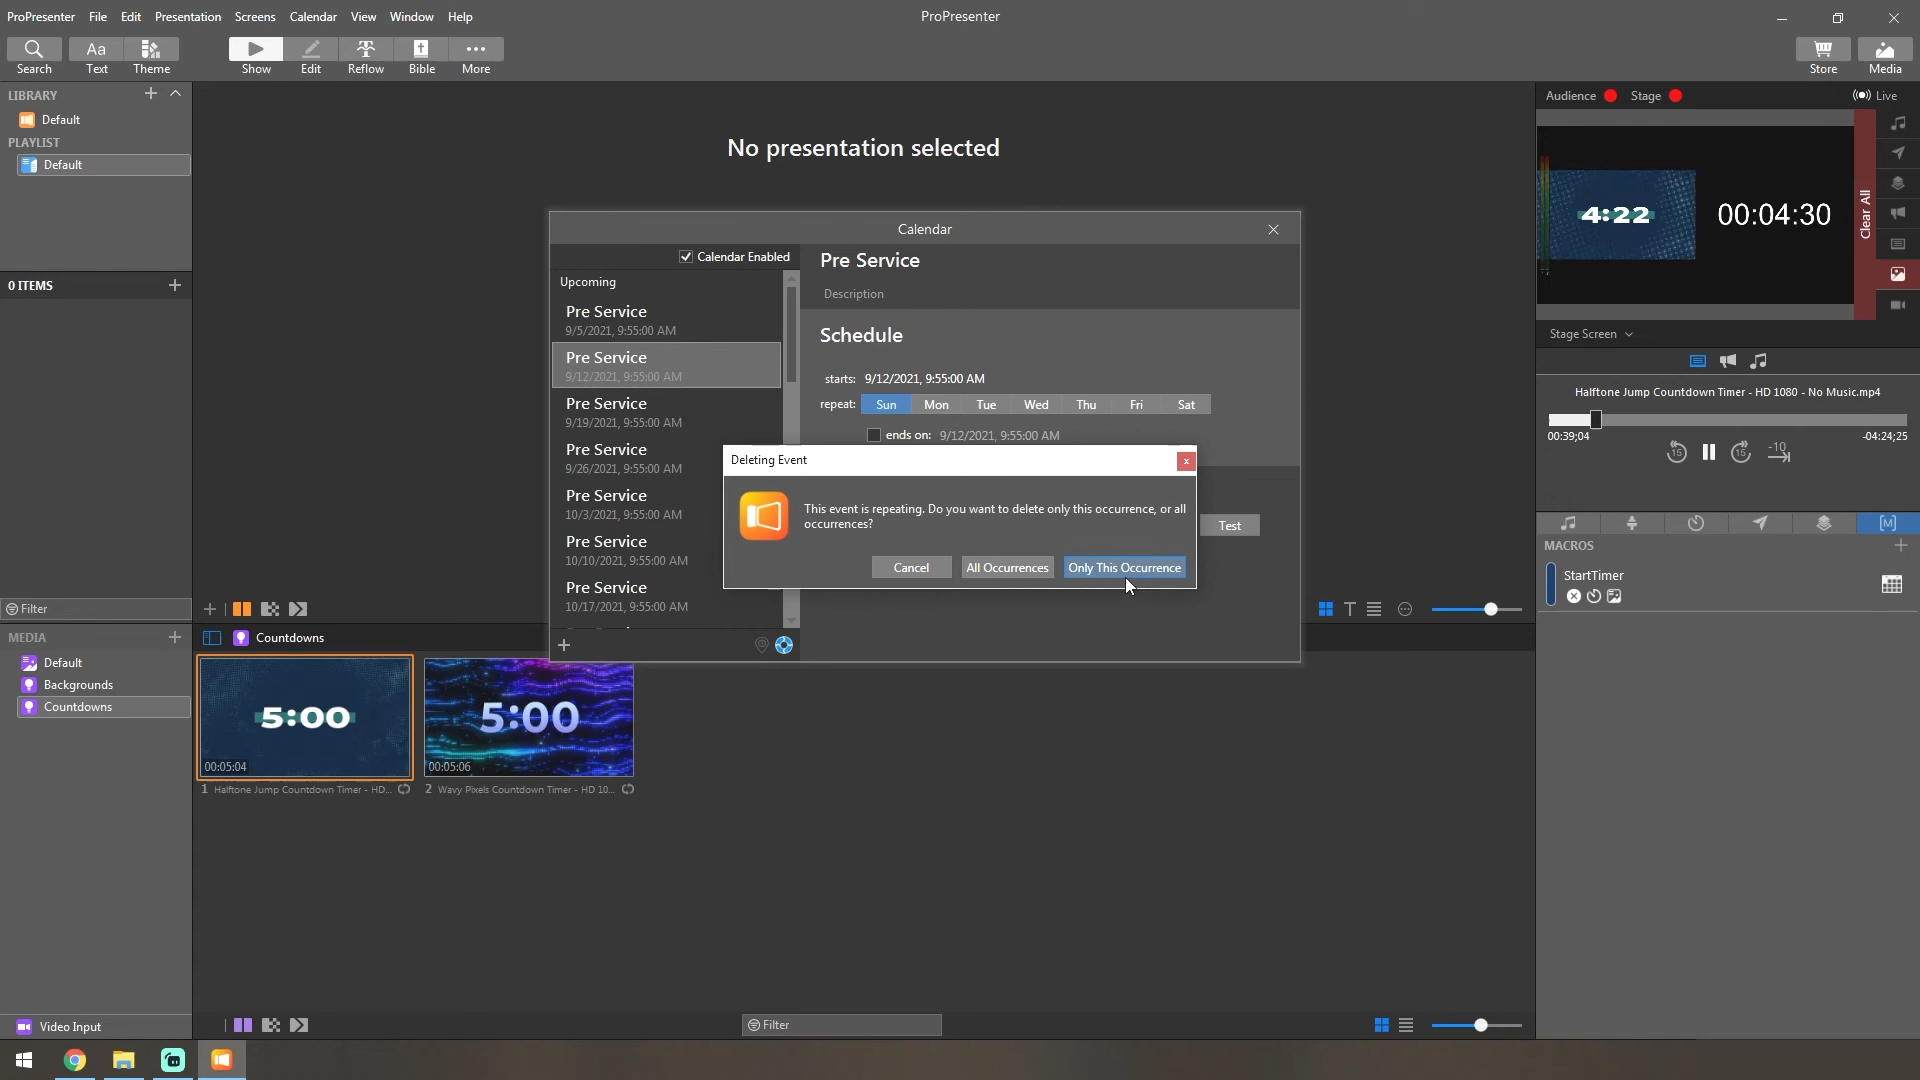 ProPresenter File Edit Presentation Screens Calendar View Window Help
ProPresenter
Search
Aa
Text
Theme
Show
Edit
Reflow
Bible
More
Store
Media
LIBRARY
Default
PLAYLIST
Default
0 ITEMS
Filter
No presentation selected
Calendar
Calendar Enabled
Upcoming
Pre Service
9/5/2021, 9:55:00 AM
Pre Service
9/12/2021, 9:55:00 AM
Pre Service
9/19/2021, 9:55:00 AM
Pre Service
9/26/2021, 9:55:00 AM
Pre Service
10/3/2021, 9:55:00 AM
Pre Service
10/10/2021, 9:55:00 AM
Pre Service
10/17/2021, 9:55:00 AM
Pre Service
Description
Schedule
starts: 9/12/2021, 9:55:00 AM
repeat: Sun Mon Tue Wed Thu Fri Sat
ends on: 9/12/2021, 9:55:00 AM
Test
Deleting Event
This event is repeating. Do you want to delete only this occurrence, or all
occurrences?
Cancel
All Occurrences
Only This Occurrence
Audience Stage Live
4:22
00:04:30
Clear All
Stage Screen
Halftone Jump Countdown Timer - HD 1080 - No Music.mp4
00:39;04
-04:24;25
15
15
-10
MACROS
StartTimer
MEDIA
Default
Backgrounds
Countdowns
Video Input
Countdowns
5:00
00:05:04
1 Halftone Jump Countdown Timer - HD...
5:00
00:05:06
2 Wavy Pixels Countdown Timer - HD 10...
Filter